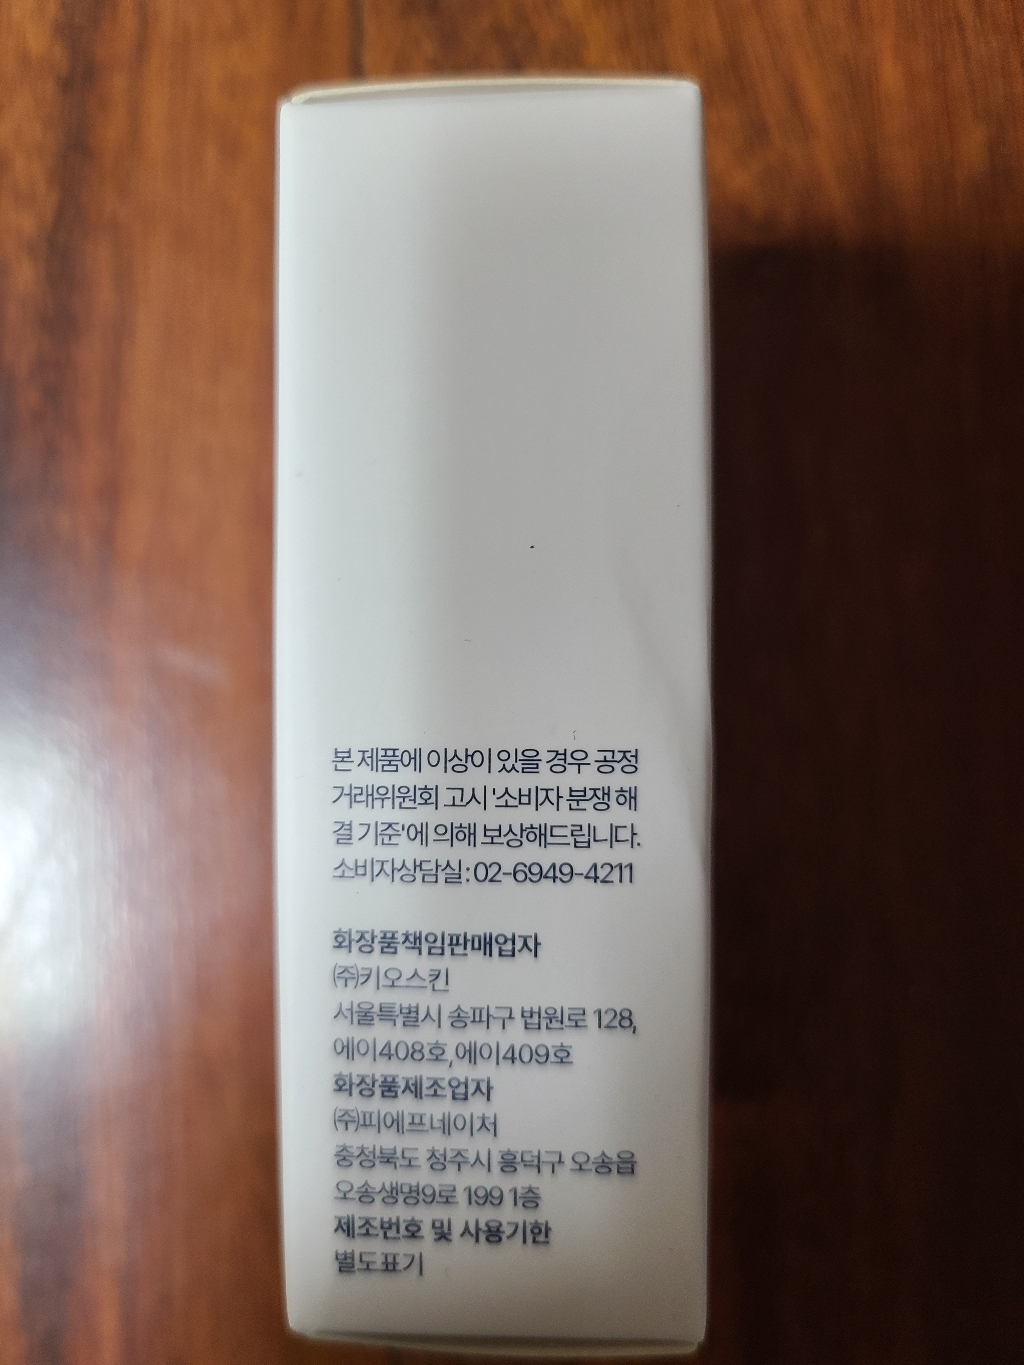 본 제품에 이상이 있을 경우 공정
거래위원회 고시 '소비자 분쟁 해
결 기준'에 의해 보상해드립니다.
소비자상담실 : 02-6949-4211
화장품책임판매업자
㈜키오스킨
서울특별시 송파구 법원로 128,
에이408호,에이409호
화장품제조업자
㈜피에프네이처
충청북도 청주시 흥덕구 오송읍
오송생명9로 199 1층
제조번호 및 사용기한
별도표기